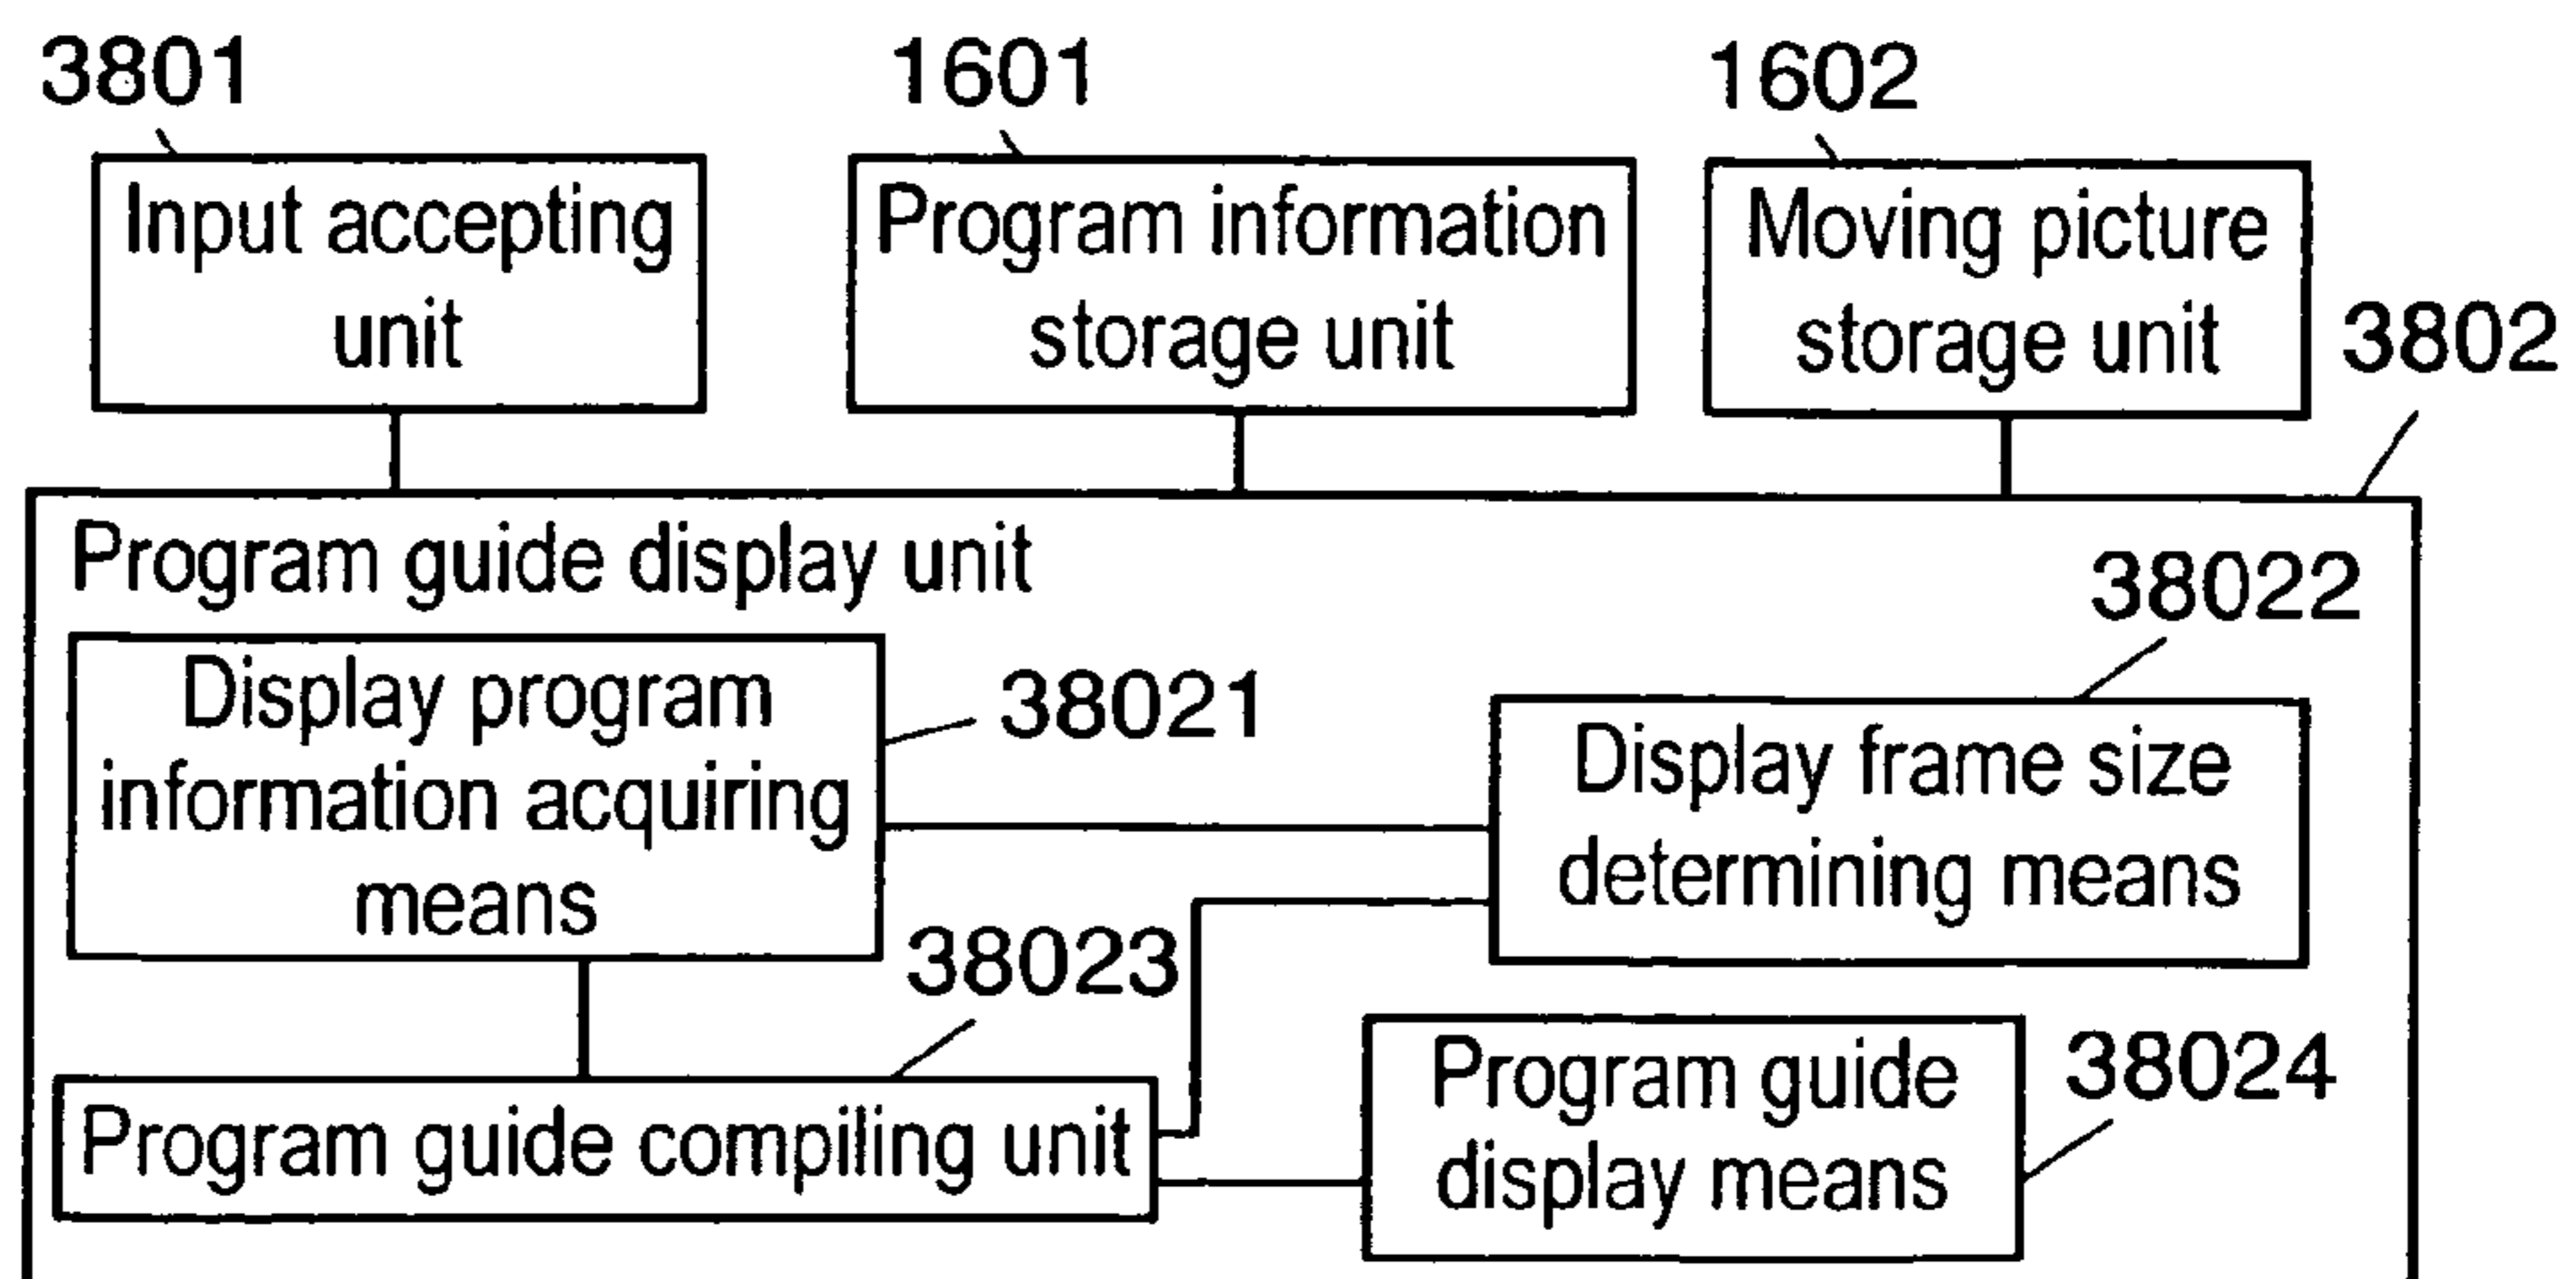 3801
1601
1602
Input accepting
unit
Program information
storage unit
Moving picture
storage unit
3802
Program guide display unit
38022
Display program
information acquiring
means
38021
Display frame size
determining means
38023
Program guide compiling unit
Program guide
display means
38024